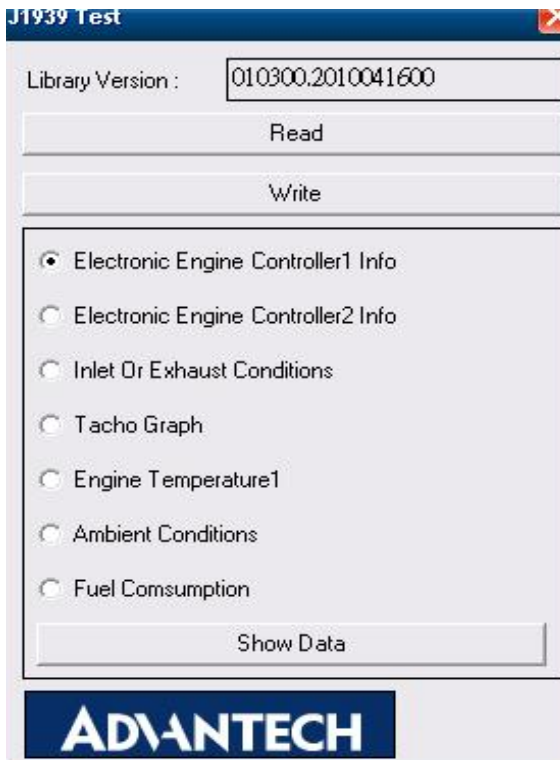 J1939 Test
Library Version : 010300.2010041600
Read
Write
Electronic Engine Controller1 Info
Electronic Engine Controller2 Info
Inlet Or Exhaust Conditions
Tacho Graph
Engine Temperature1
Ambient Conditions
Fuel Comsumption
Show Data
ADVANTECH